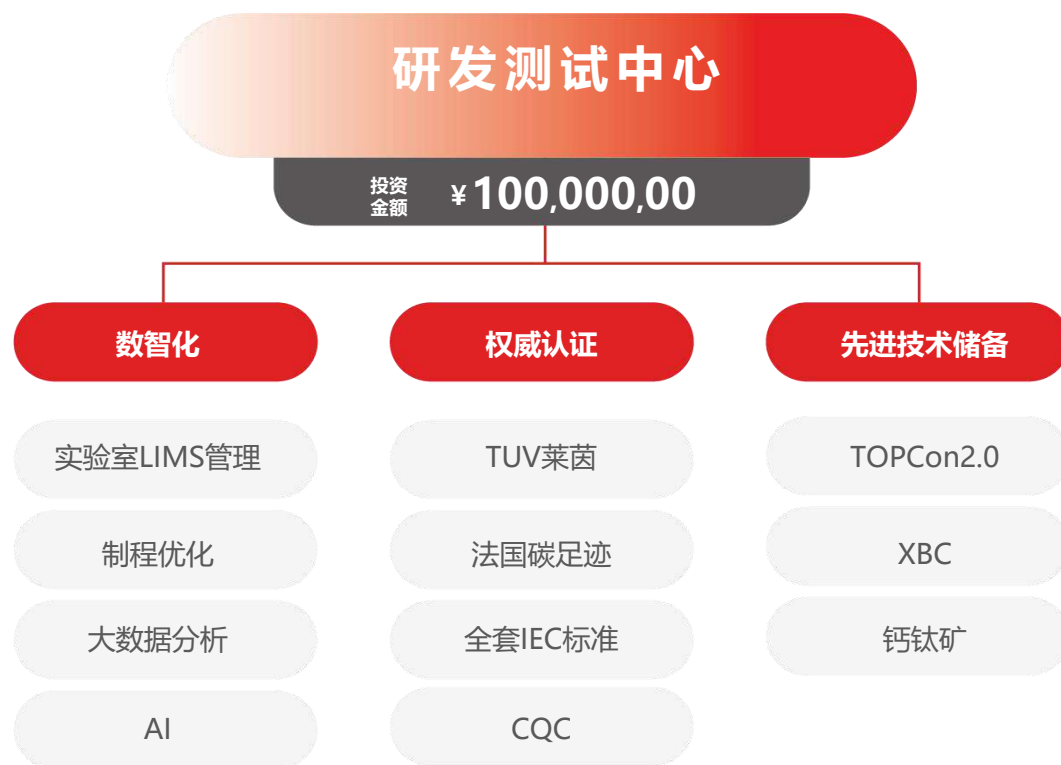 研发测试中心
投资金额 ¥100,000,00
数智化
权威认证
先进技术储备
实验室LIMS管理
TUV莱茵
TOPCon2.0
制程优化
法国碳足迹
XBC
大数据分析
全套IEC标准
钙钛矿
AI
CQC